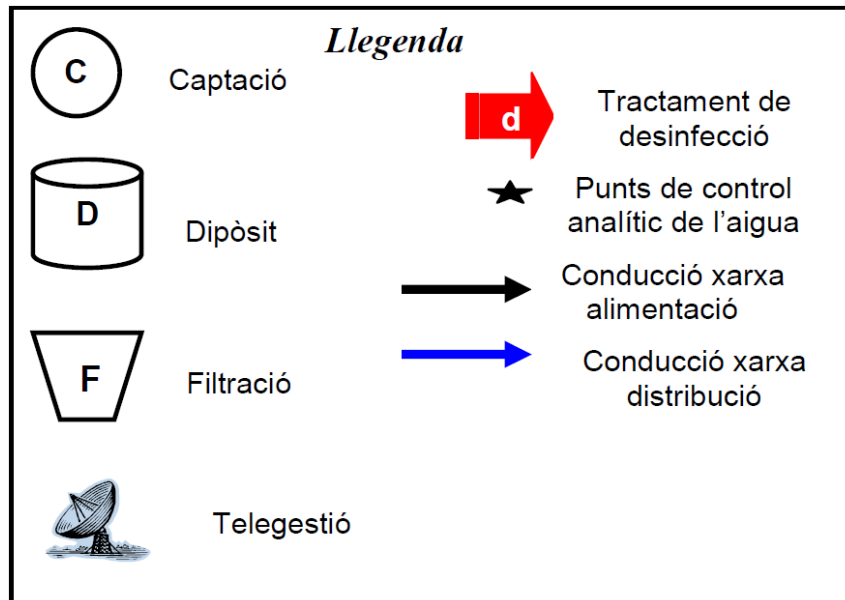 Llegenda
C
Captació
D
Dipòsit
F
Filtració
Telegestió
d
Tractament de
desinfecció
Punts de control
analític de l'aigua
Conducció xarxa
alimentació
Conducció xarxa
distribució